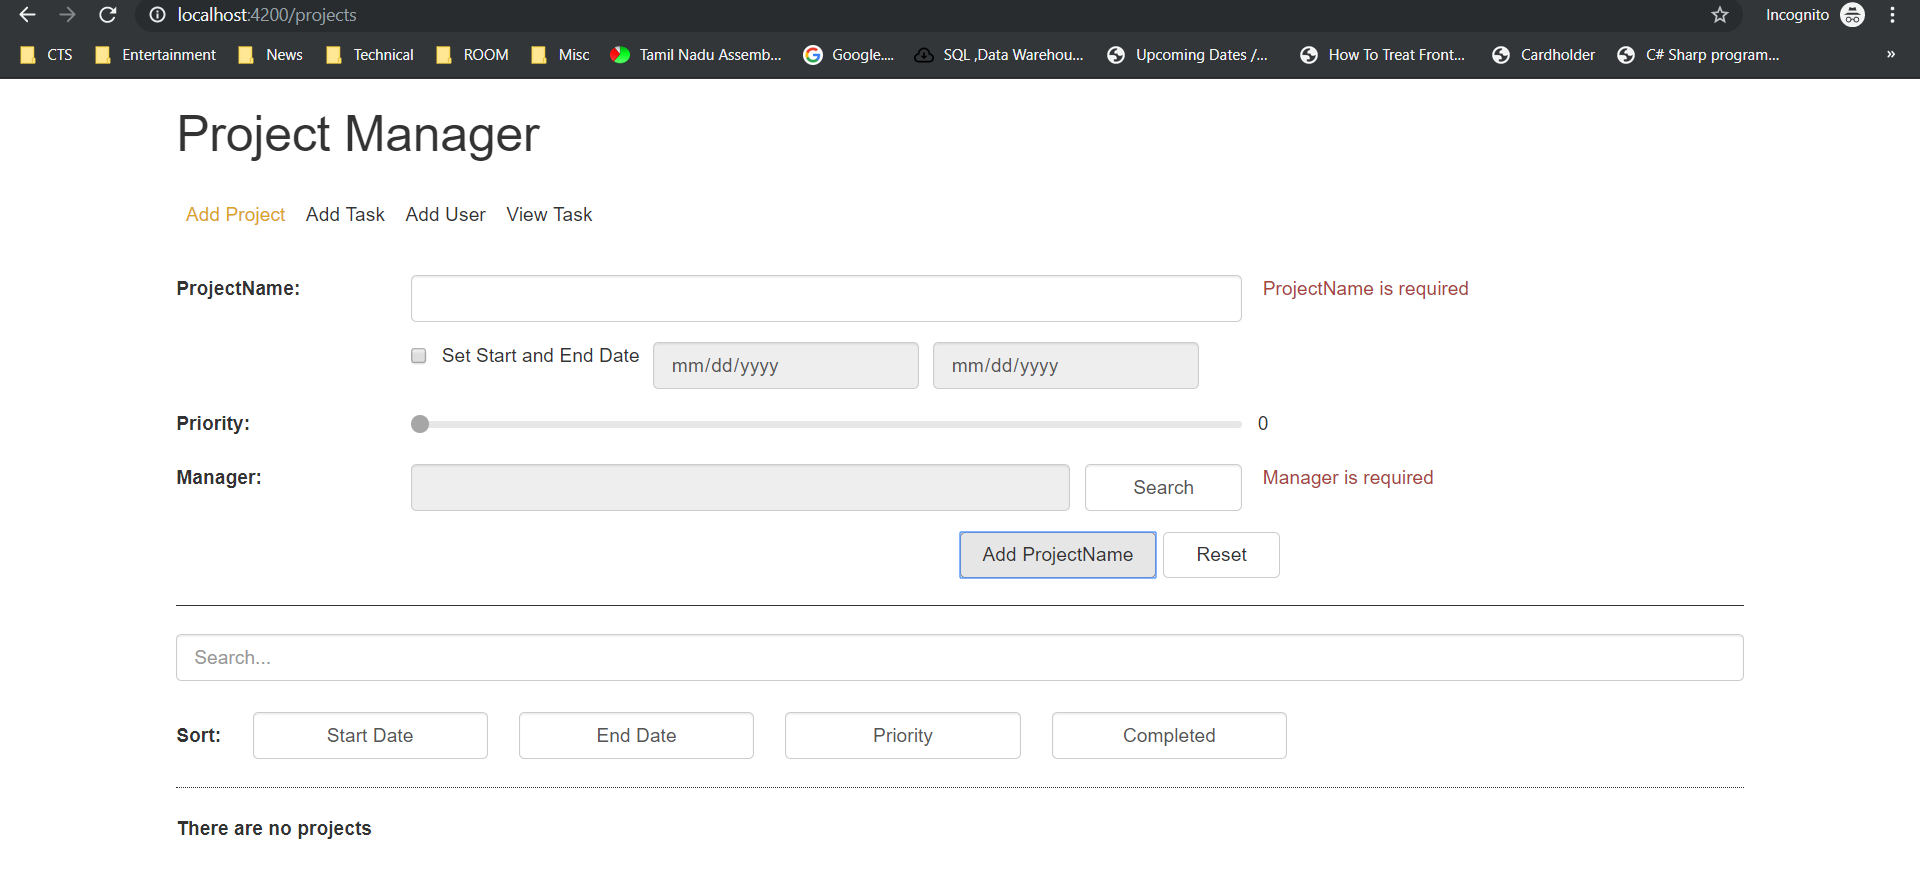 localhost:4200/projects Incognito
CTS Entertainment News Technical ROOM Misc Tamil Nadu Assemb... Google.... SQL ,Data Warehou... Upcoming Dates /... How To Treat Front... Cardholder C# Sharp program... »
Project Manager
Add Project Add Task Add User View Task
ProjectName: ProjectName is required
Set Start and End Date mm/dd/yyyy mm/dd/yyyy
Priority: 0
Manager: Search Manager is required
Add ProjectName Reset
Search...
Sort: Start Date End Date Priority Completed
There are no projects